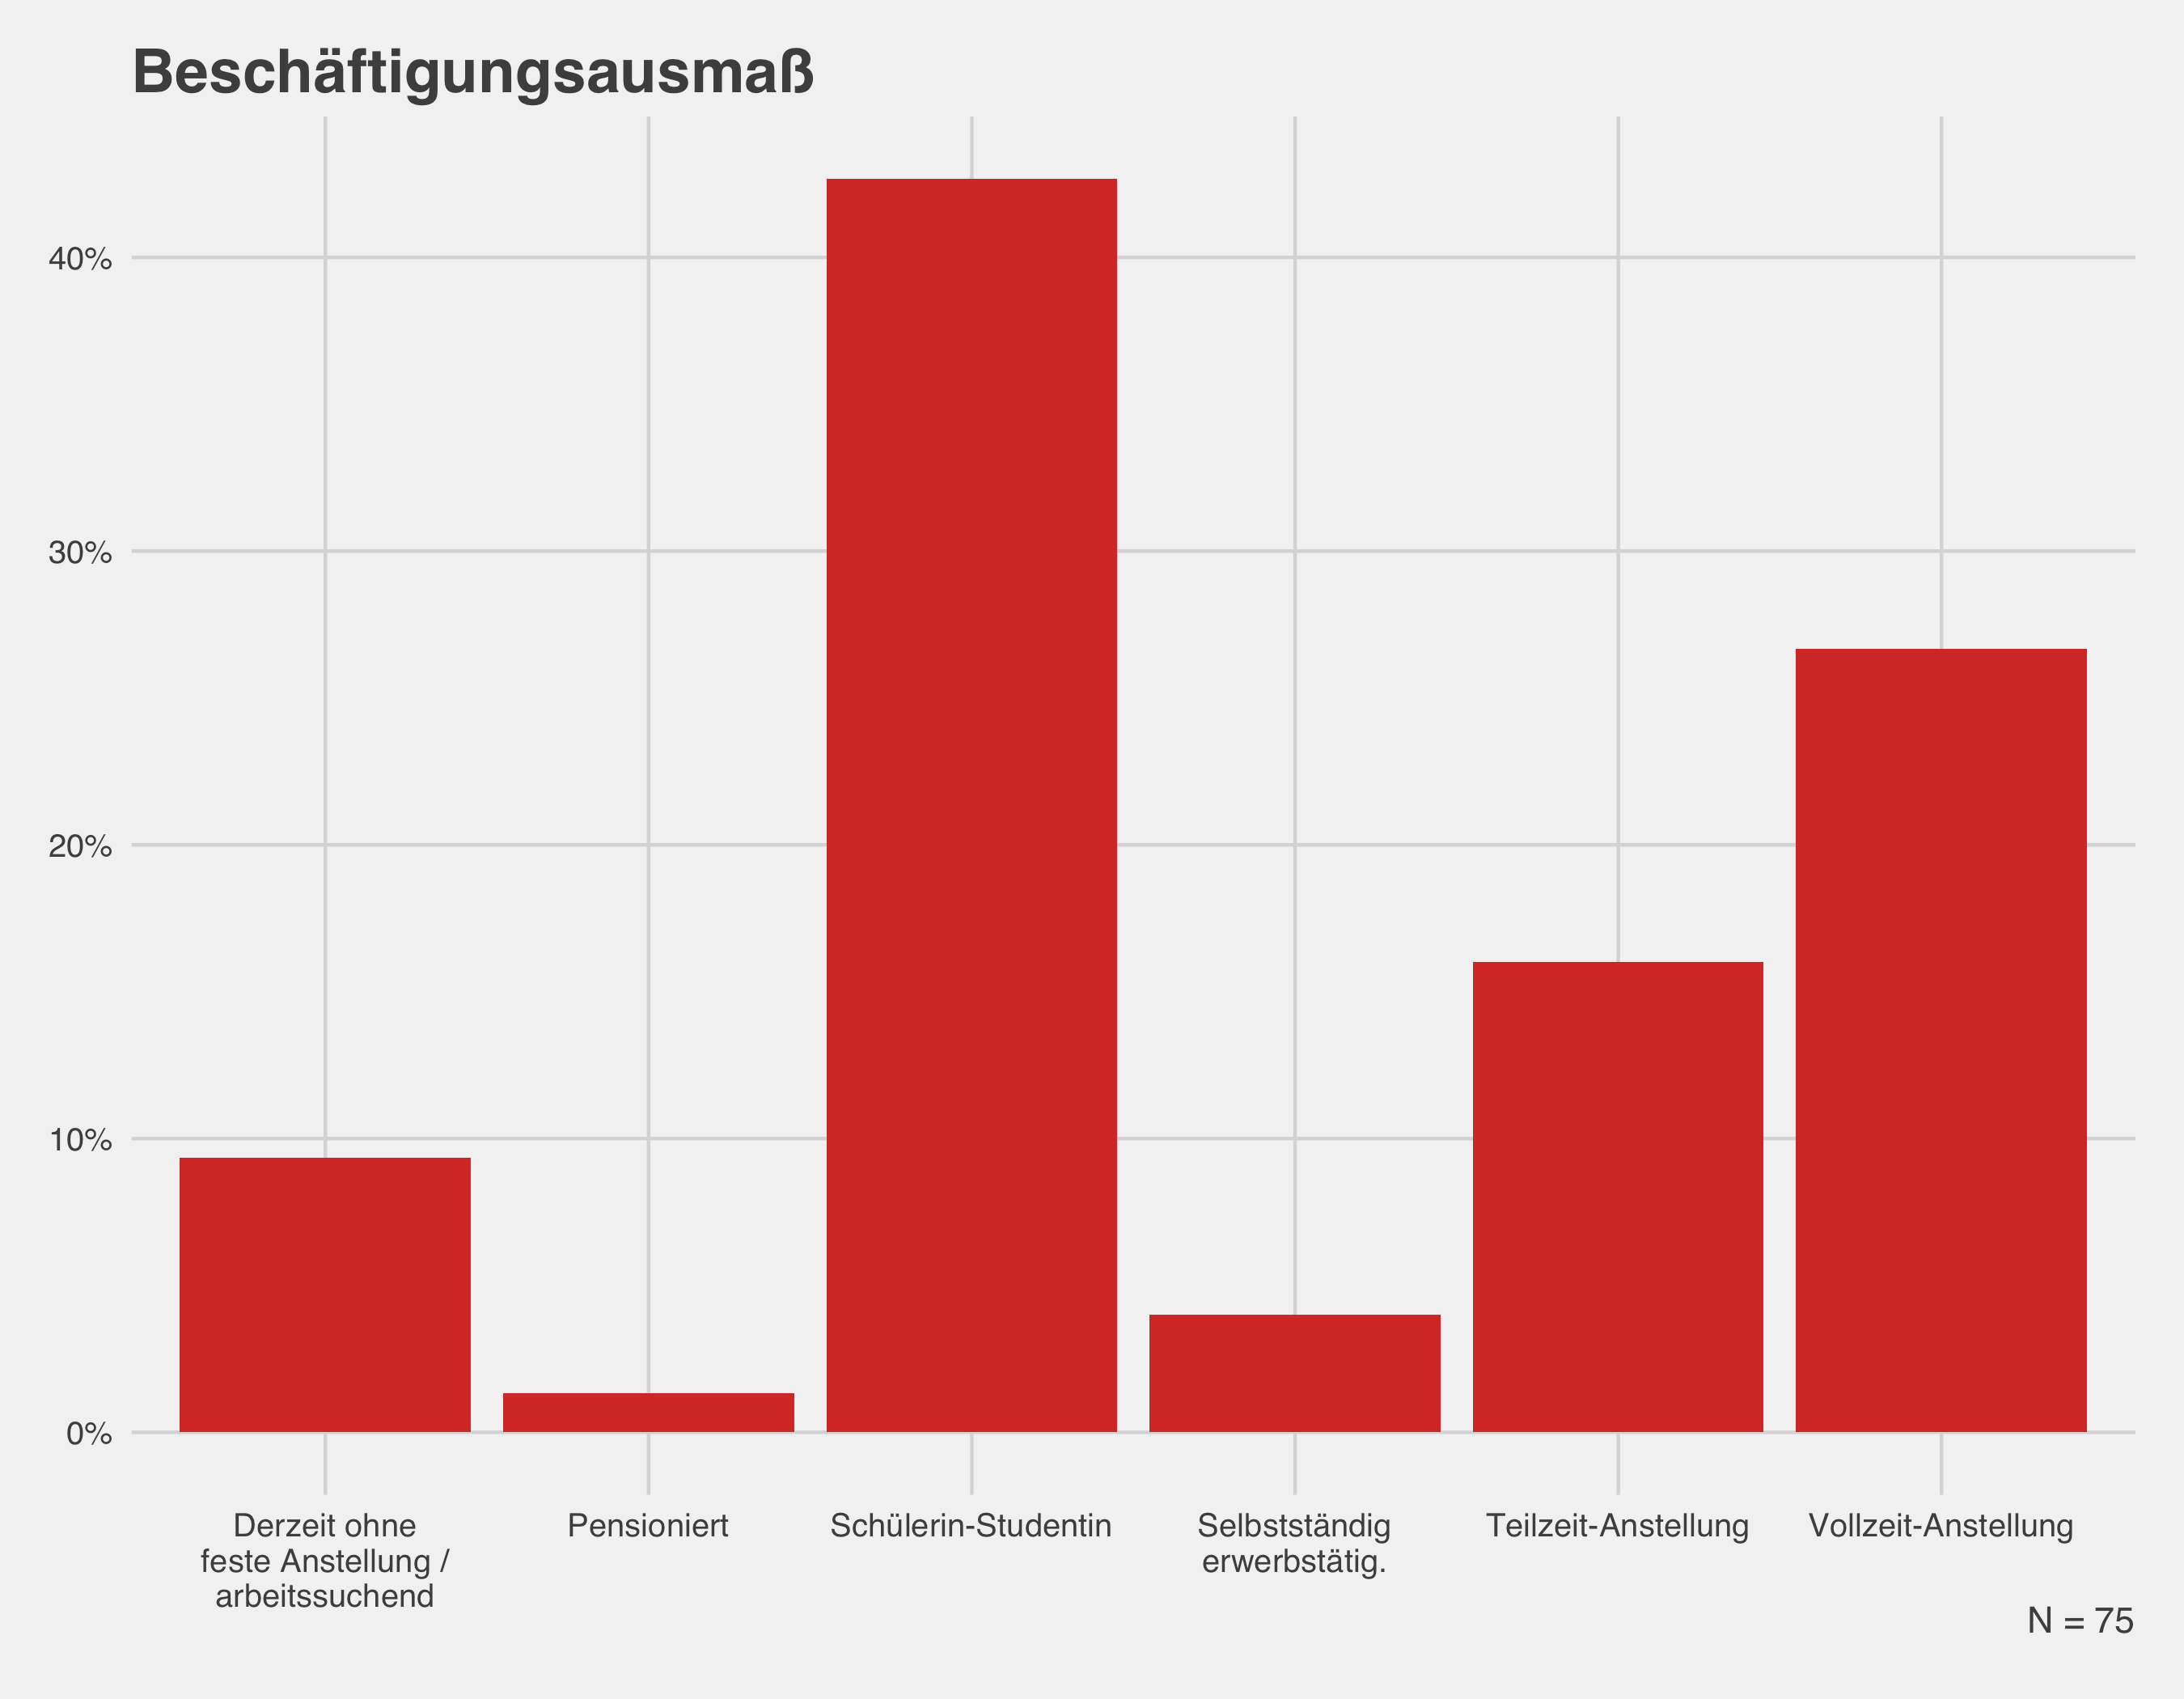 Beschäftigungsausmaß
40%
30%
20%
10%
0%
Derzeit ohne
feste Anstellung /
arbeitssuchend
Pensioniert
Schülerin-Studentin
Selbstständig
erwerbstätig.
Teilzeit-Anstellung
Vollzeit-Anstellung
N = 75